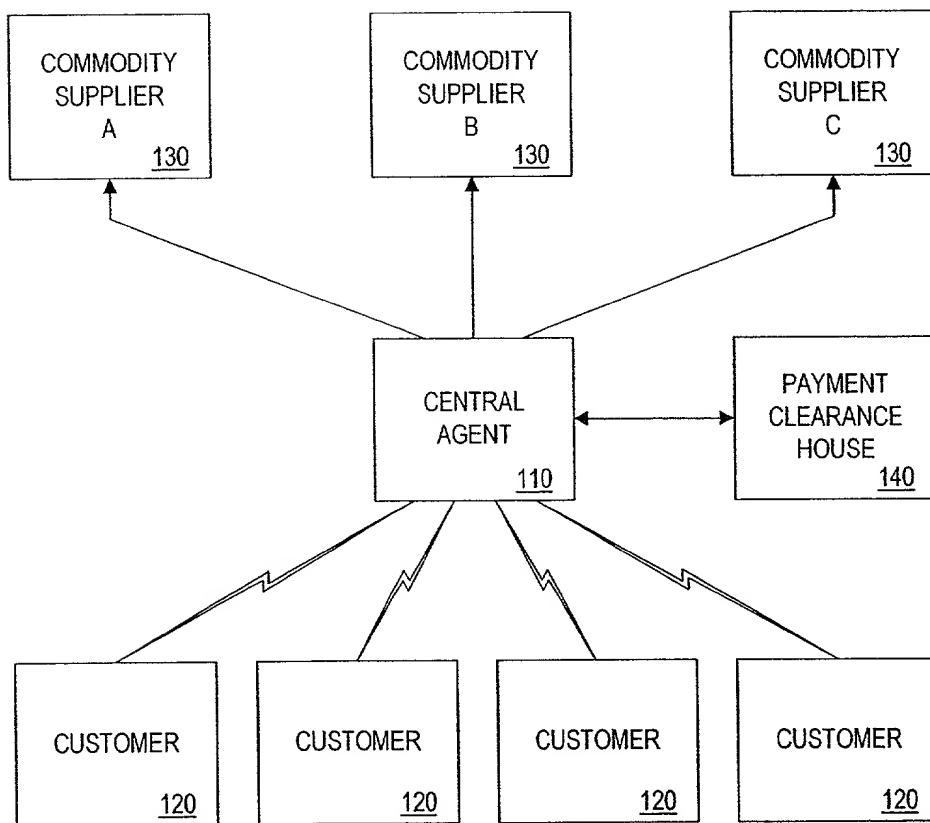 COMMODITY
SUPPLIER
A
130
COMMODITY
SUPPLIER
B
130
COMMODITY
SUPPLIER
C
130
CENTRAL
AGENT
110
PAYMENT
CLEARANCE
HOUSE
140
CUSTOMER
120
CUSTOMER
120
CUSTOMER
120
CUSTOMER
120